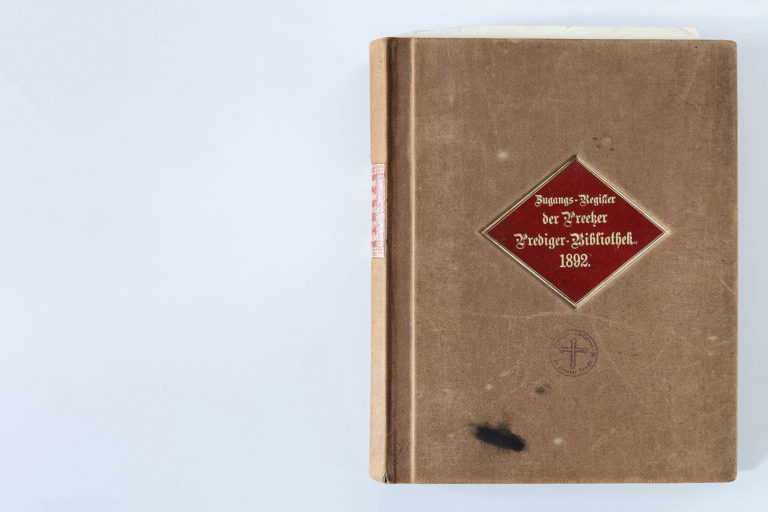 Zugangs-Register
der Preetzer
Prediger-Bibliothek.
1892.